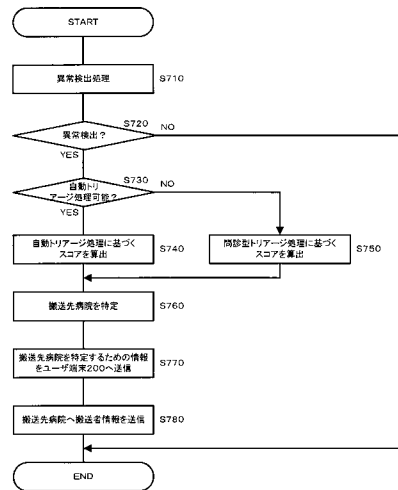 START
異常検出処理
S710
S720
異常検出?
NO
YES
S730
自動トリ
アージ処理可能?
NO
YES
自動トリアージ処理に基づく
スコアを算出
S740
問診型トリアージ処理に基づく
スコアを算出
S750
搬送先病院を特定
S760
搬送先病院を特定するための情報
をユーザ端末200へ送信
S770
搬送先病院へ搬送者情報を送信
S780
END